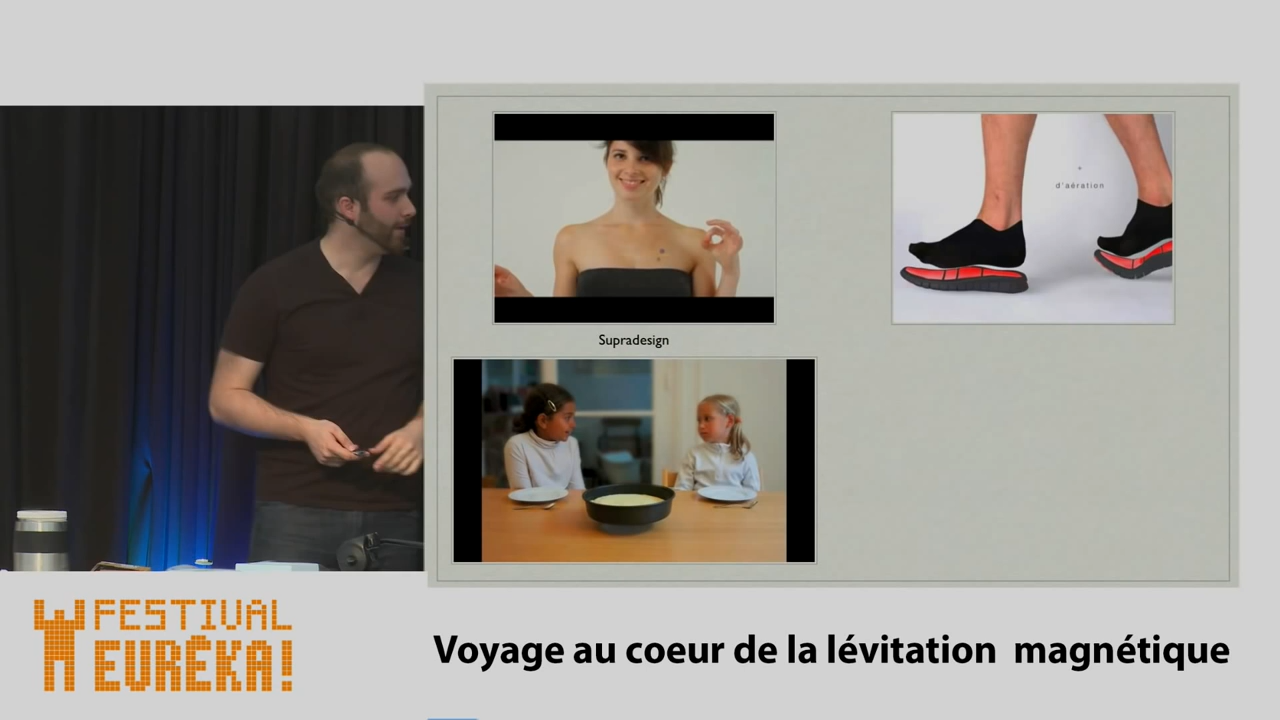 +
d'aération
Supradesign
FESTIVAL
EURÊKA!
Voyage au coeur de la lévitation magnétique